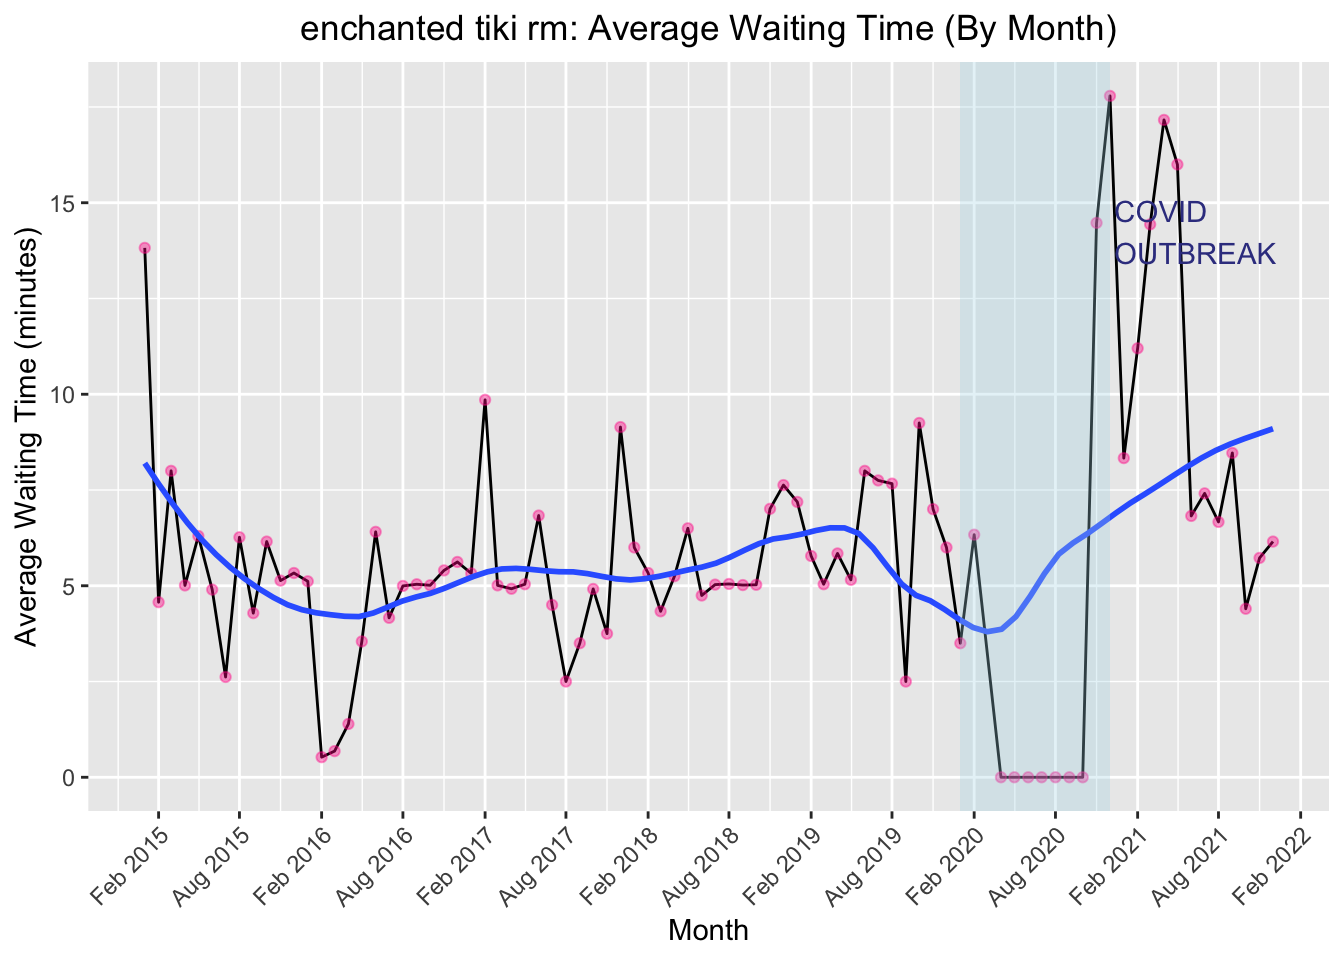 enchanted tiki rm: Average Waiting Time (By Month)
Average Waiting Time (minutes)
15
10
5
0
COVID
OUTBREAK
Feb 2015
Aug 2015
Feb 2016
Aug 2016
Feb 2017
Aug 2017
Feb 2018
Aug 2018
Feb 2019
Aug 2019
Feb 2020
Aug 2020
Feb 2021
Aug 2021
Feb 2022
Month